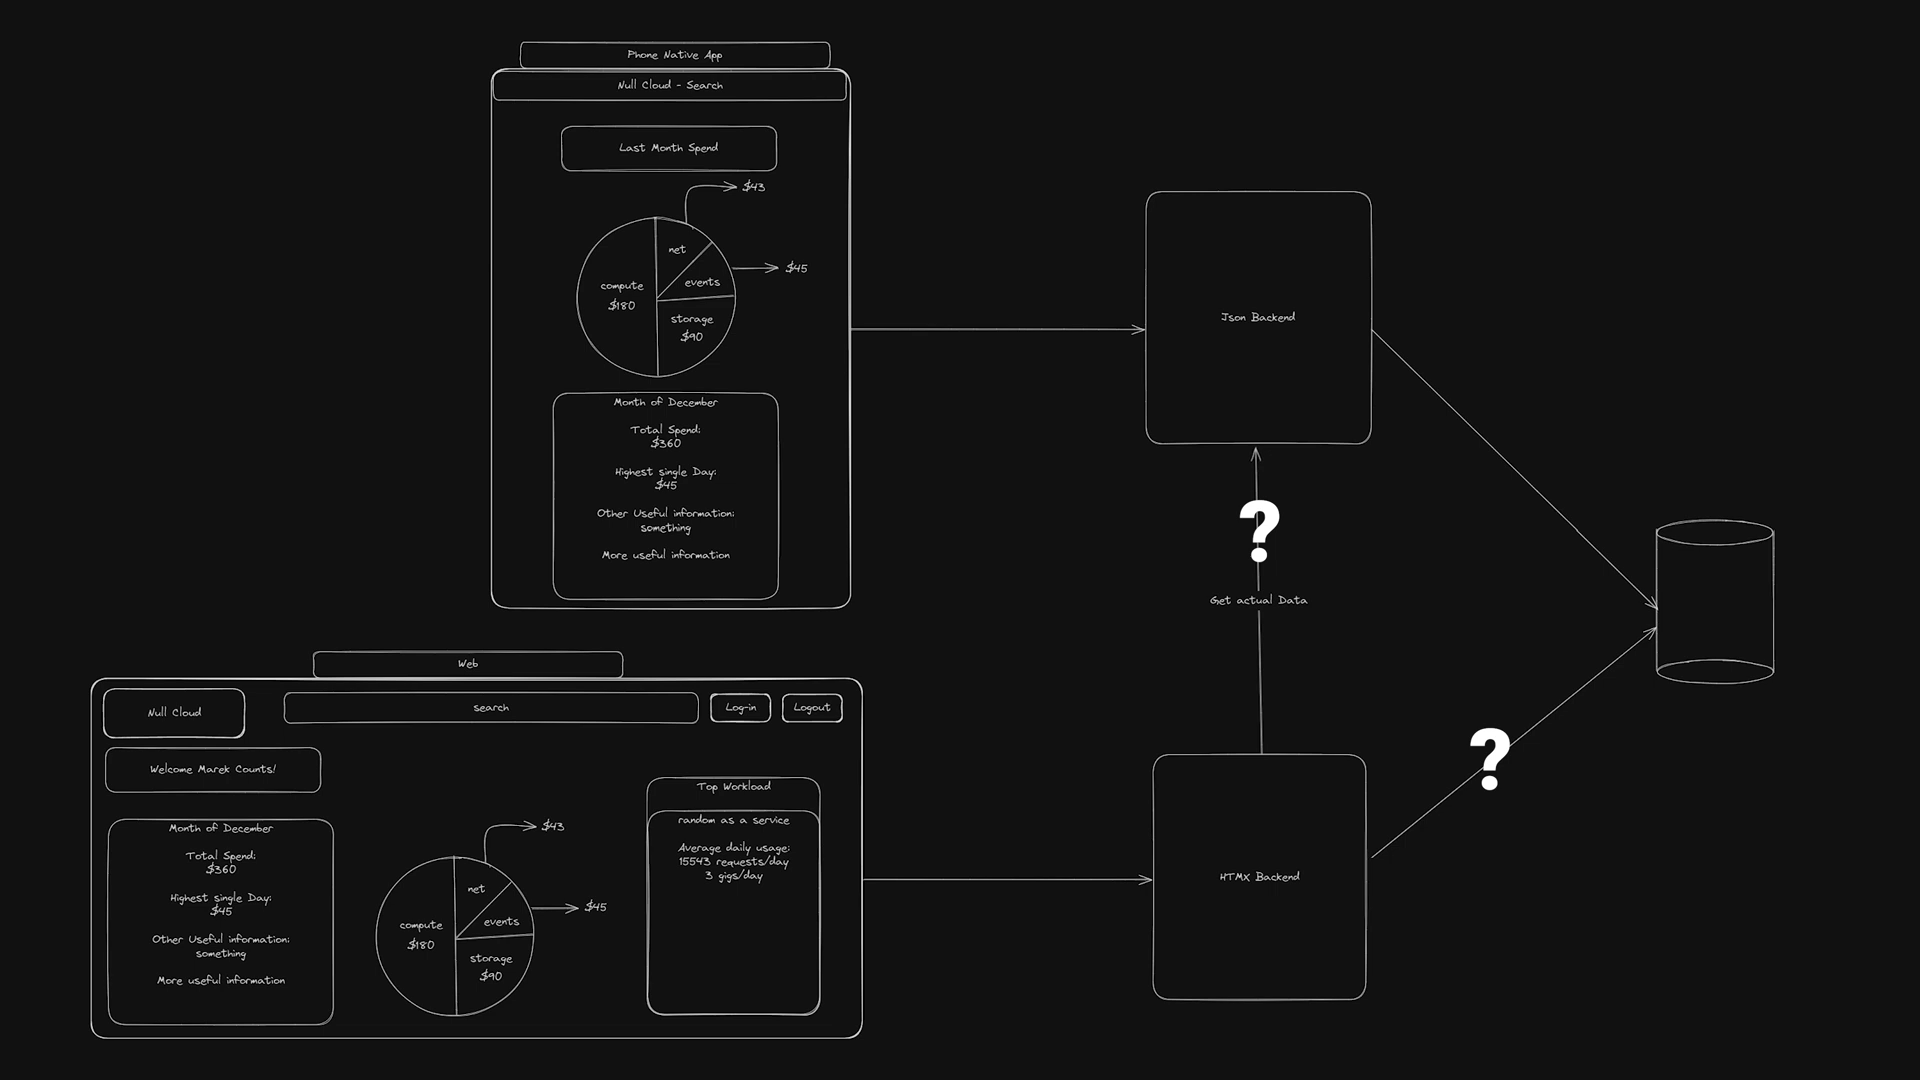 Phone Native App
Null Cloud - Search
Last Month Spend
$43
net
$45
events
compute
$180
storage
$90
Month of December
Total Spend:
$360
Highest single Day:
$45
Other Useful information:
something
More useful information
Json Backend
?
Get actual Data
Web
Null Cloud
search
Log-in
Logout
Welcome Marek Counts!
Month of December
Total Spend:
$360
Highest single Day:
$45
Other Useful information:
something
More useful information
$43
net
$45
events
compute
$180
storage
$90
Top Workload
random as a service
Average daily usage:
15543 requests/day
3 gigs/day
HTMX Backend
?